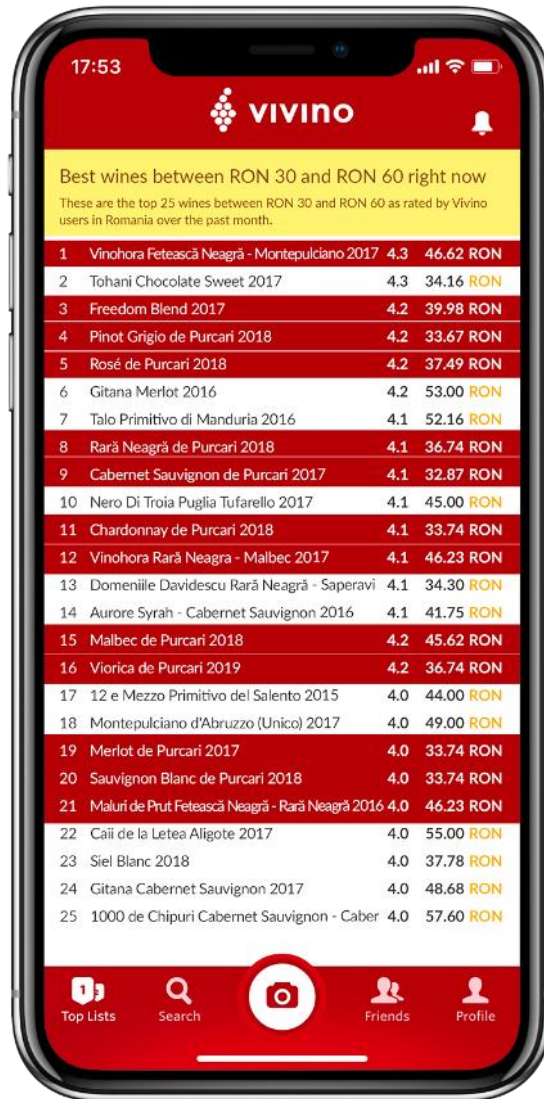 17:53
VIVINO
Best wines between RON 30 and RON 60 right now
These are the top 25 wines between RON 30 and RON 60 as rated by Vivino
users in Romania over the past month.
1 Vinohora Fetească Neagră - Montepulciano 2017 4.3 46.62 RON
2 Tohani Chocolate Sweet 2017 4.3 34.16 RON
3 Freedom Blend 2017 4.2 39.98 RON
4 Pinot Grigio de Purcari 2018 4.2 33.67 RON
5 Rosé de Purcari 2018 4.2 37.49 RON
6 Gitana Merlot 2016 4.2 53.00 RON
7 Talo Primitivo di Manduria 2016 4.1 52.16 RON
8 Rară Neagră de Purcari 2018 4.1 36.74 RON
9 Cabernet Sauvignon de Purcari 2017 4.1 32.87 RON
10 Nero Di Troia Puglia Tufarello 2017 4.1 45.00 RON
11 Chardonnay de Purcari 2018 4.1 33.74 RON
12 Vinohora Rară Neagra - Malbec 2017 4.1 46.23 RON
13 Domeniile Davidescu Rară Neagră - Saperavi 4.1 34.30 RON
14 Aurore Syrah - Cabernet Sauvignon 2016 4.1 41.75 RON
15 Malbec de Purcari 2018 4.2 45.62 RON
16 Viorica de Purcari 2019 4.2 36.74 RON
17 12 e Mezzo Primitivo del Salento 2015 4.0 44.00 RON
18 Montepulciano d'Abruzzo (Unico) 2017 4.0 49.00 RON
19 Merlot de Purcari 2017 4.0 33.74 RON
20 Sauvignon Blanc de Purcari 2018 4.0 33.74 RON
21 Maluri de Prut Fetească Neagră - Rară Neagră 2016 4.0 46.23 RON
22 Caii de la Letea Aligote 2017 4.0 55.00 RON
23 Siel Blanc 2018 4.0 37.78 RON
24 Gitana Cabernet Sauvignon 2017 4.0 48.68 RON
25 1000 de Chipuri Cabernet Sauvignon - Caber 4.0 57.60 RON
1
Top Lists Search Friends Profile